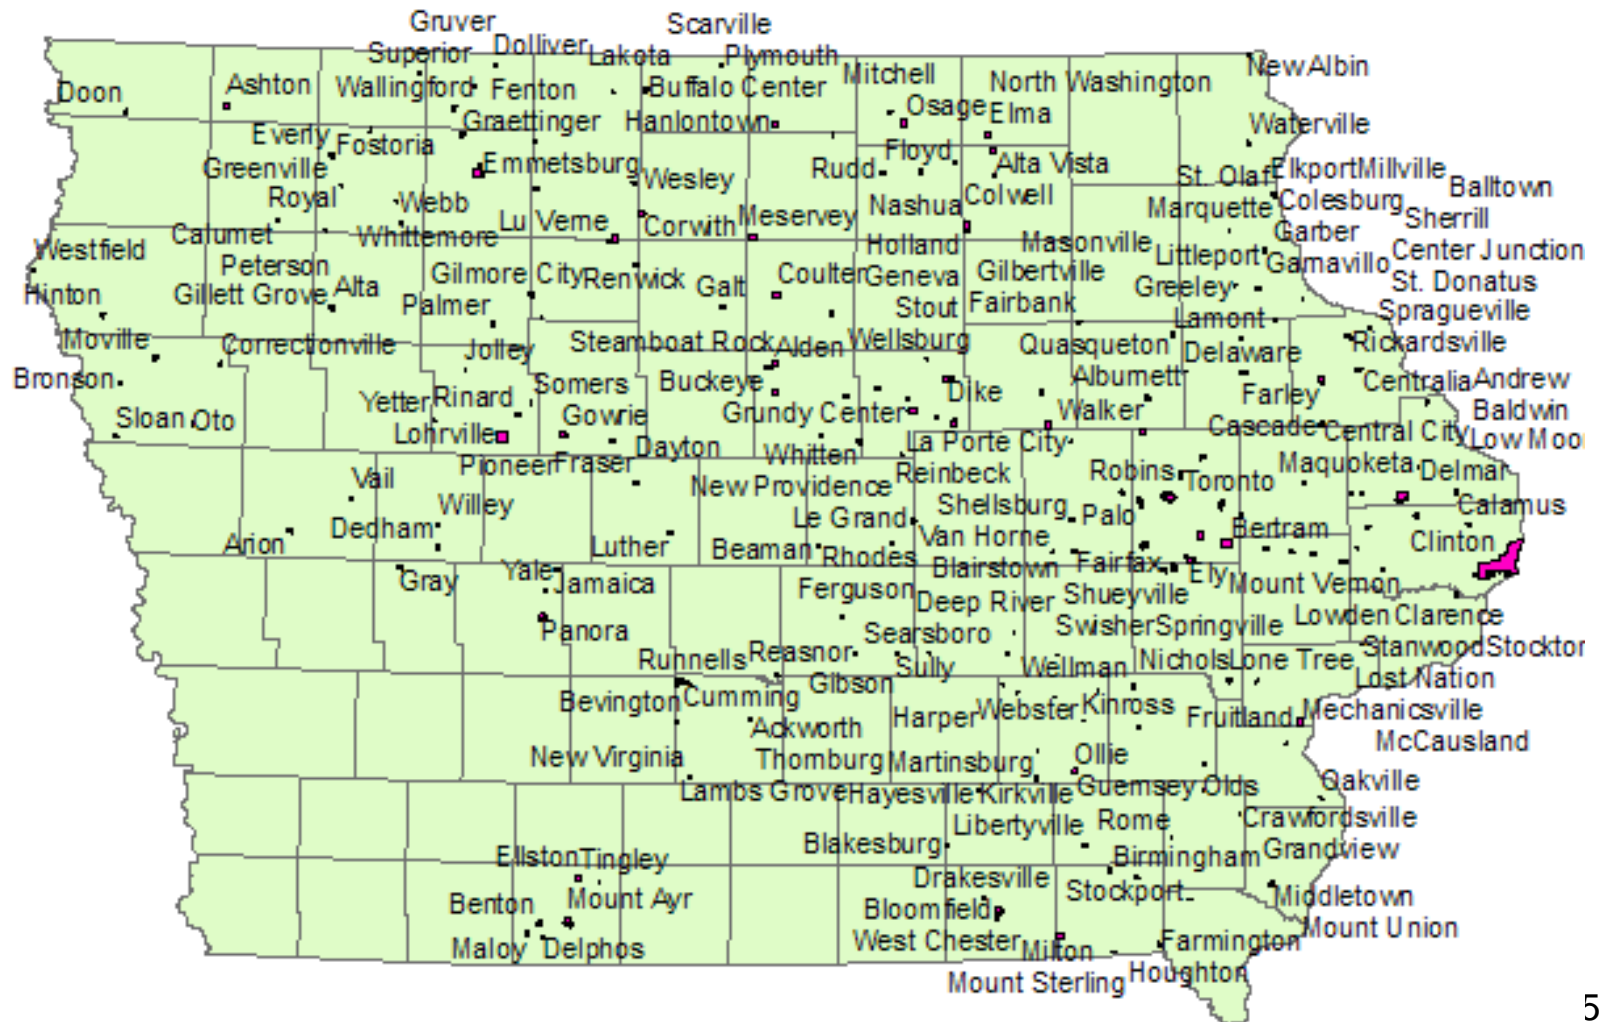 Gruver
Scarville
Superior
Dolliver
Lakota
Plymouth
Doon
Ashton
Wallingford
Fenton
Buffalo Center
Mitchell
North Washington
New Albin
Everly
Fostoria
Graettinger
Hanlontown
Osage
Elma
Waterville
Greenville
Emmetsburg
Wesley
Rudd
Floyd
Alta Vista
St. Olaf
Elkport
Millville
Balltown
Royal
Webb
Lu Verne
Corwith
Meservey
Nashua
Colwell
Marquette
Colesburg
Sherrill
Westfield
Calumet
Whittemore
Holland
Masonville
Littleport
Garber
Garnavillo
Center Junction
Hinton
Peterson
Gillett Grove
Alta
Gilmore City
Renwick
Galt
Coulter
Geneva
Gilbertville
Greeley
St. Donatus
Palmer
Stout
Fairbank
Lamont
Spragueville
Moville
Correctionville
Jolley
Steamboat Rock
Alden
Wellsburg
Quasqueton
Delaware
Rickardsville
Bronson
Yetter
Rinard
Somers
Buckeye
Dike
Alburnett
Farley
Centralia
Andrew
Sloan
Oto
Lohrville
Gowrie
Grundy Center
Walker
Cascade
Baldwin
Pioneer
Fraser
Dayton
Whitten
La Porte City
Central City
Low Moo
Vail
Willey
New Providence
Reinbeck
Robins
Toronto
Maquoketa
Delmar
Arion
Dedham
Luther
Le Grand
Shellsburg
Palo
Bertram
Calamus
Beaman
Rhodes
Van Horne
Clinton
Gray
Yale
Jamaica
Ferguson
Blairstown
Fairfax
Ely
Mount Vernon
Panora
Deep River
Shueyville
Lowden
Clarence
Searsboro
Swisher
Springville
Stanwood
Stockton
Runnells
Reasnor
Sully
Wellman
Nichols
Lone Tree
Lost Nation
Bevington
Cumming
Gibson
Harper
Webster
Kinross
Fruitland
Mechanicsville
Ackworth
McCausland
New Virginia
Thornburg
Martinsburg
Ollie
Lambs Grove
Hayesville
Kirkville
Guernsey
Olds
Oakville
Libertyville
Rome
Crawfordsville
Blakesburg
Birmingham
Grandview
Ellston
Tingley
Drakesville
Stockport
Benton
Mount Ayr
Bloomfield
Middletown
Maloy
Delphos
West Chester
Milton
Farmington
Mount Union
Mount Sterling
Houghton
5